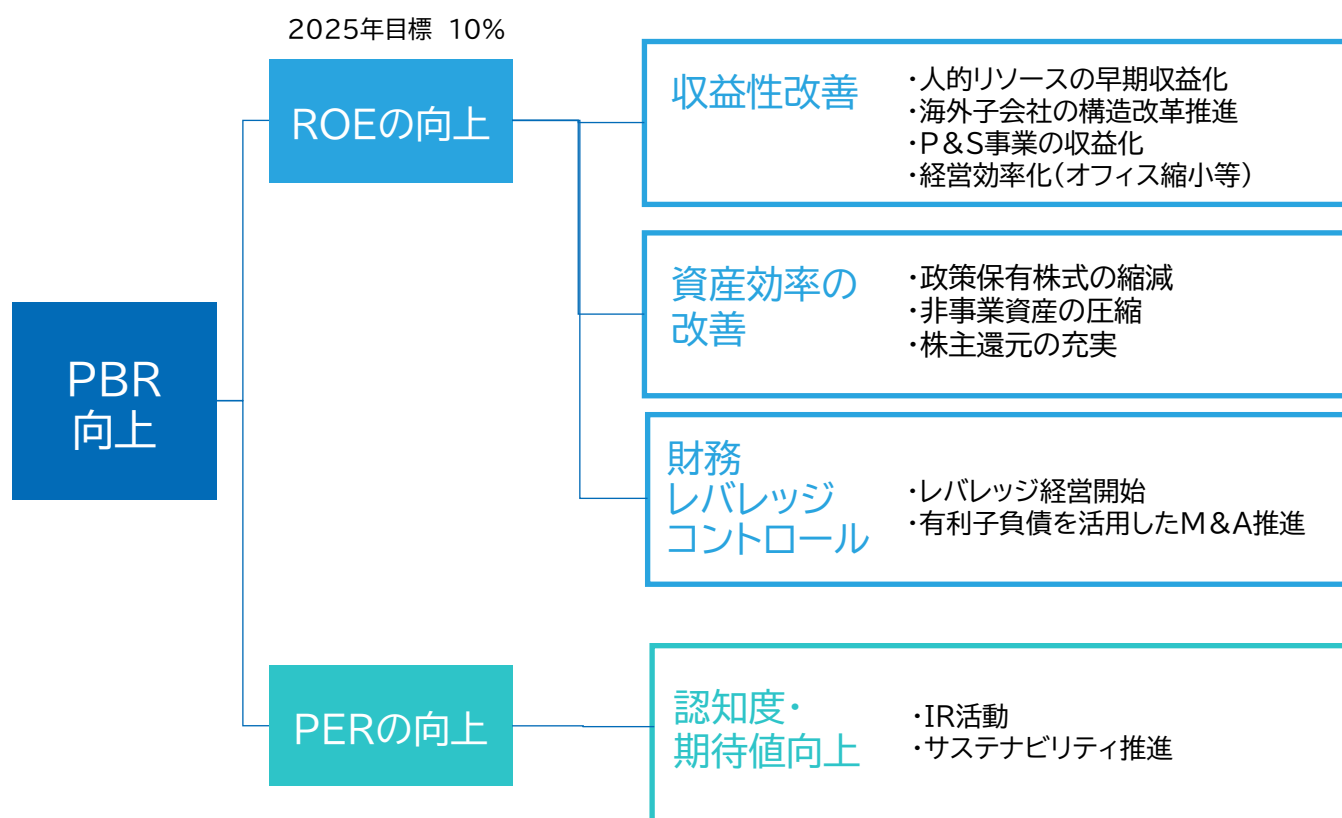 2025年目標 10%
ROEの向上
収益性改善
・人的リソースの早期収益化
・海外子会社の構造改革推進
・P&S事業の収益化
・経営効率化(オフィス縮小等)
資産効率の
改善
・政策保有株式の縮減
・非事業資産の圧縮
・株主還元の充実
PBR
向上
財務
レバレッジ
コントロール
・レバレッジ経営開始
・有利子負債を活用したM&A推進
PERの向上
認知度・
期待値向上
・IR活動
・サステナビリティ推進